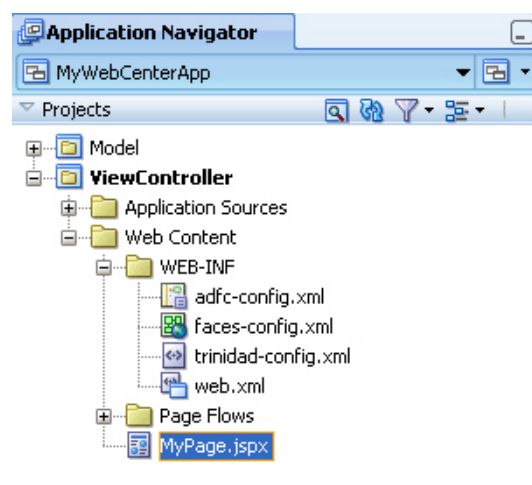 Application Navigator
MyWebCenterApp
Projects
Model
ViewController
Application Sources
Web Content
WEB-INF
adfc-config.xml
faces-config.xml
trinidad-config.xml
web.xml
Page Flows
MyPage.jspx